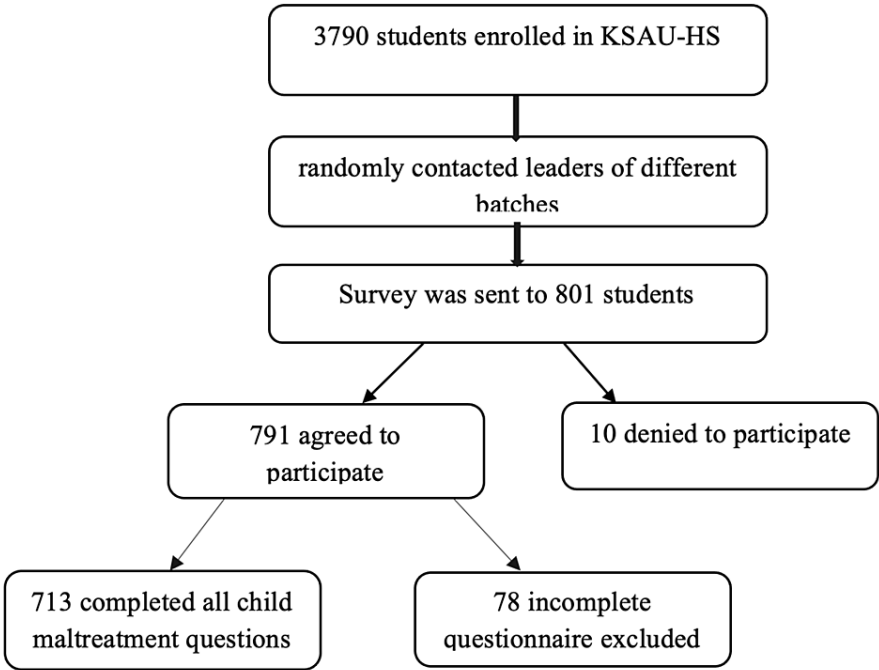 3790 students enrolled in KSAU-HS
randomly contacted leaders of different
batches
Survey was sent to 801 students
791 agreed to
participate
10 denied to participate
713 completed all child
maltreatment questions
78 incomplete
questionnaire excluded